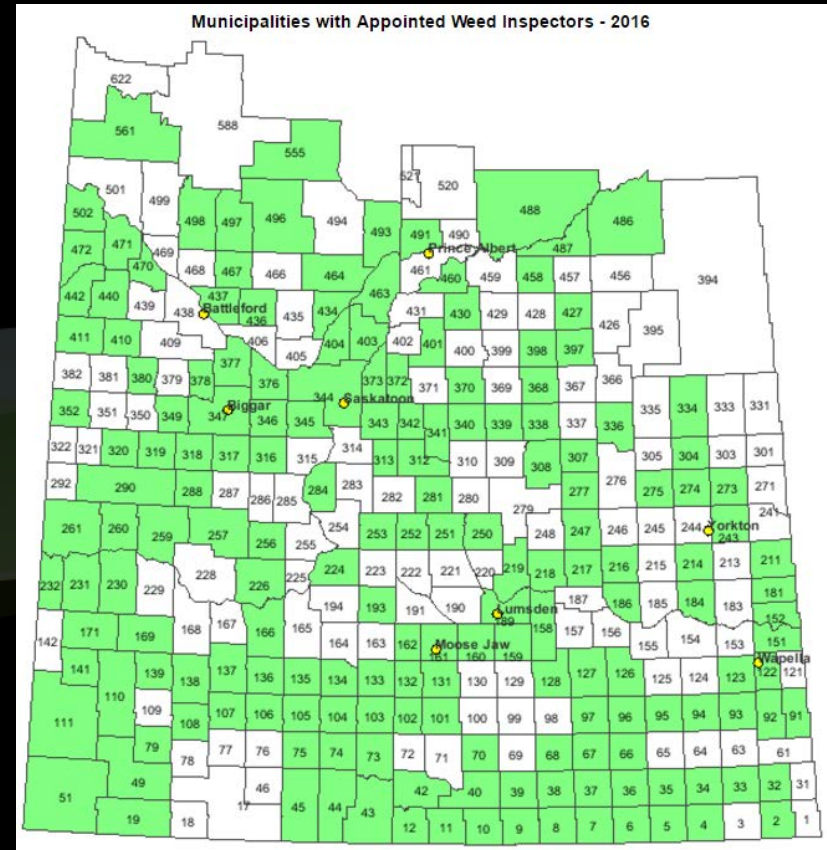 Municipalities with Appointed Weed Inspectors - 2016
622
588
561
555
521 520
501 499
488
486
502 498 497 496 494
493 491 490
487
472 471 469
Prince Albert
470 468 467 466 464 461 460 459 458 457 456
394
463
442 440 439 438 437
Battleford
436 435 434 431 430 429 428 427
426 395
411 410 409 406 405 404 403 402 401 400 399 398 397
377
382 381 380 379 378 376 373 372 371 370 369 368 367 366
344 Saskatoon
352 351 350 349 347 Biggar 346 345 343 342 341 340 339 338 337 336 335 334 333 331
322 321 320 319 318 317 316 315 314 313 312 310 309 308 307 305 304 303 301
292 290 288 287 286 285 284 283 282 281 280 279 277 276 275 274 273 271
261 260 259 257 256 255 254 253 252 251 250 248 247 246 245 244 Yorkton 241
243
232 231 230 229 228 226 225 224 223 222 221 220 219 218 217 216 215 214 213 211
194 193 191 190 Lumsden 187 186 185 184 183 181
152
142 171 169 168 167 166 165 164 163 162 Moose Jaw 158 157 156 155 154 153 151
161 160 159
Wapella
141 139 138 137 136 135 134 133 132 131 130 129 128 127 126 125 124 123 122 121
111 110 109 108 107 106 105 104 103 102 101 100 99 98 97 96 95 94 93 92 91
79 78 77 76 75 74 73 72 71 70 69 68 67 66 65 64 63 61
51 49 46 45 44 43 42 40 39 38 37 36 35 34 33 32 31
19 18 17 12 11 10 9 8 7 6 5 4 3 2 1